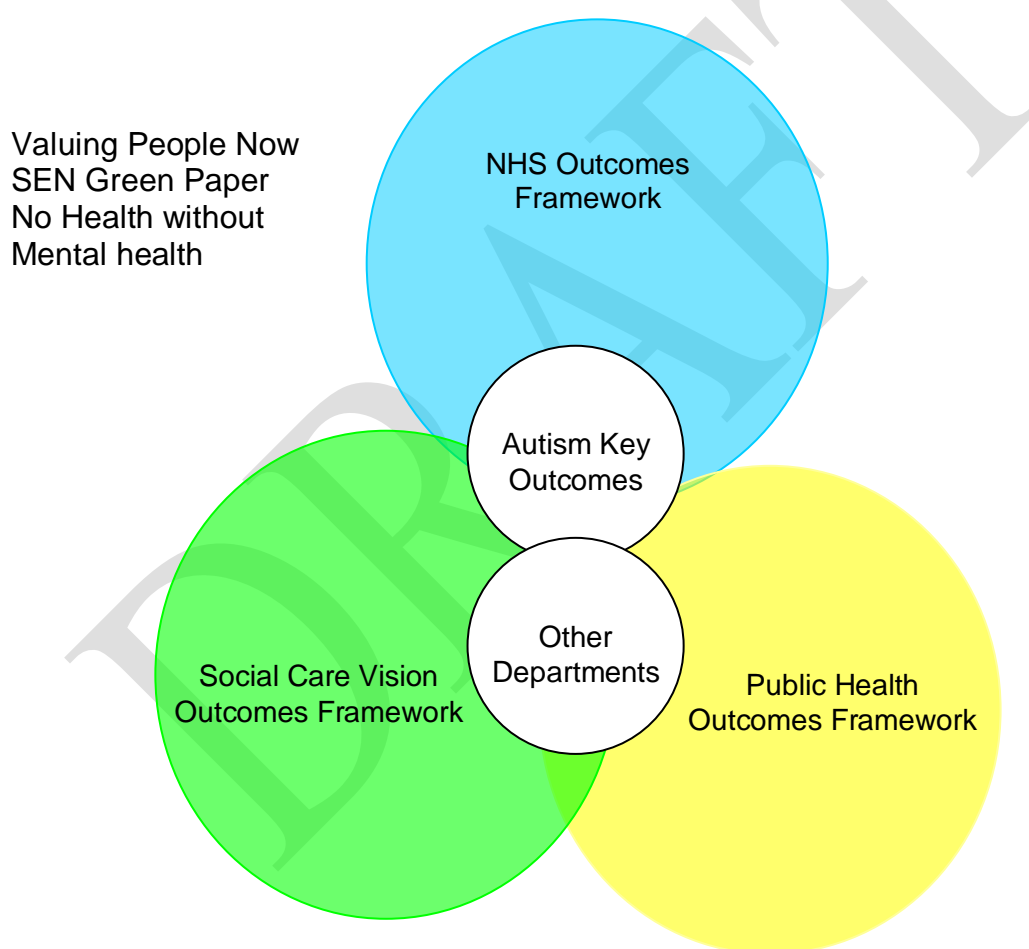 Valuing People Now
SEN Green Paper
No Health without
Mental health
NHS Outcomes
Framework
Autism Key
Outcomes
Other
Departments
Social Care Vision
Outcomes Framework
Public Health
Outcomes Framework
DRAFT